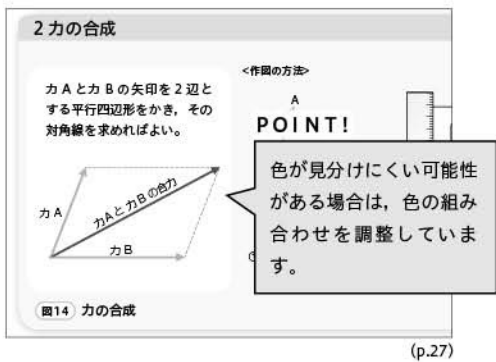 2力の合成
力Aと力Bの矢印を2辺と
する平行四辺形をかき，その
対角線を求めればよい。
力A
力Aと力Bの合力
力B
図14 力の合成
<作図の方法>
A
POINT!
色が見分けにくい可能性
がある場合は，色の組み
合わせを調整していま
す。
(p.27)